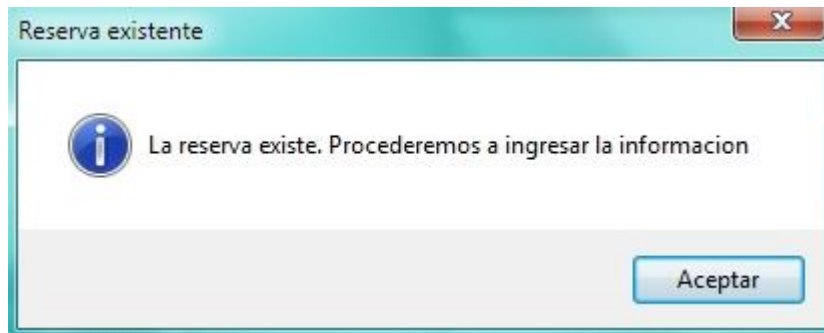 Reserva existente
La reserva existe. Procederemos a ingresar la informacion
Aceptar